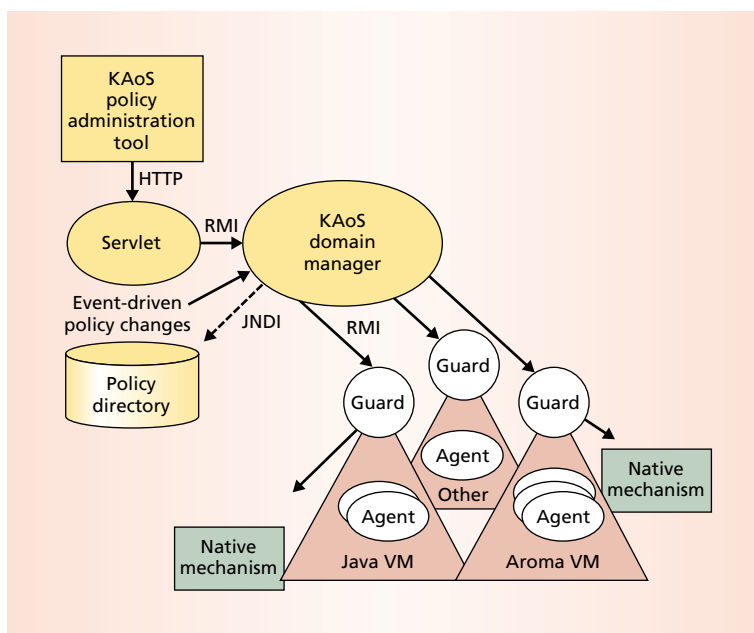 KAoS
policy
administration
tool
HTTP
Servlet
RMI
KAoS
domain
manager
Event-driven
policy changes
JNDI
RMI
Policy
directory
Guard
Guard
Guard
Agent
Other
Native
mechanism
Agent
Agent
Native
mechanism
Java VM
Aroma VM